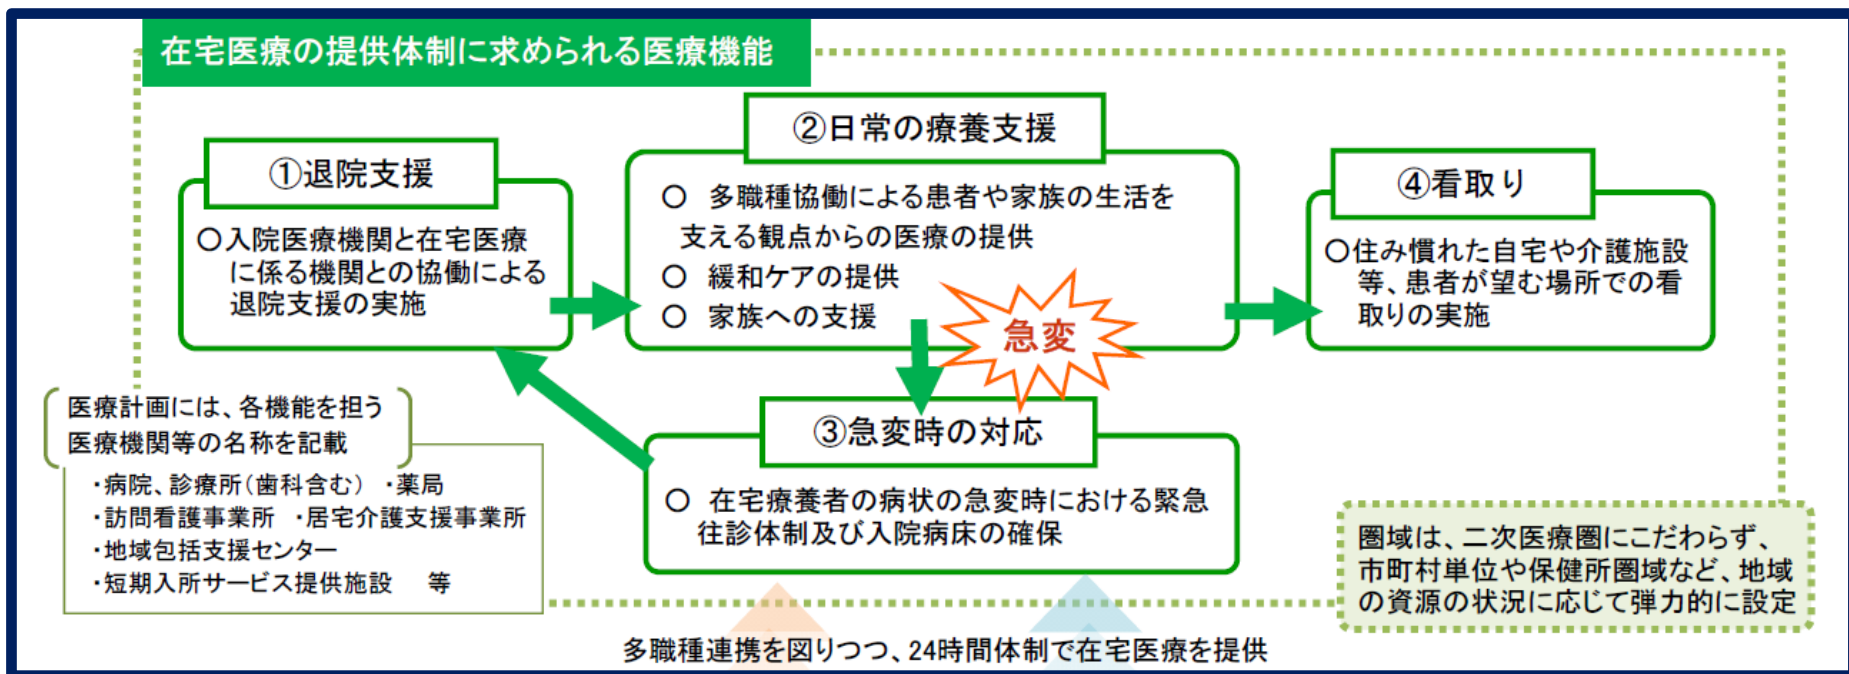 在宅医療の提供体制に求められる医療機能
①退院支援
〇入院医療機関と在宅医療
に係る機関との協働による
退院支援の実施
②日常の療養支援
〇 多職種協働による患者や家族の生活を
支える観点からの医療の提供
〇 緩和ケアの提供
〇 家族への支援
急変
③急変時の対応
〇 在宅療養者の病状の急変時における緊急
往診体制及び入院病床の確保
④看取り
〇住み慣れた自宅や介護施設
等、患者が望む場所での看
取りの実施
医療計画には、各機能を担う
医療機関等の名称を記載
・病院、診療所(歯科含む) ・薬局
・訪問看護事業所 ・居宅介護支援事業所
・地域包括支援センター
・短期入所サービス提供施設 等
圏域は、二次医療圏にこだわらず、
市町村単位や保健所圏域など、地域
の資源の状況に応じて弾力的に設定
多職種連携を図りつつ、24時間体制で在宅医療を提供